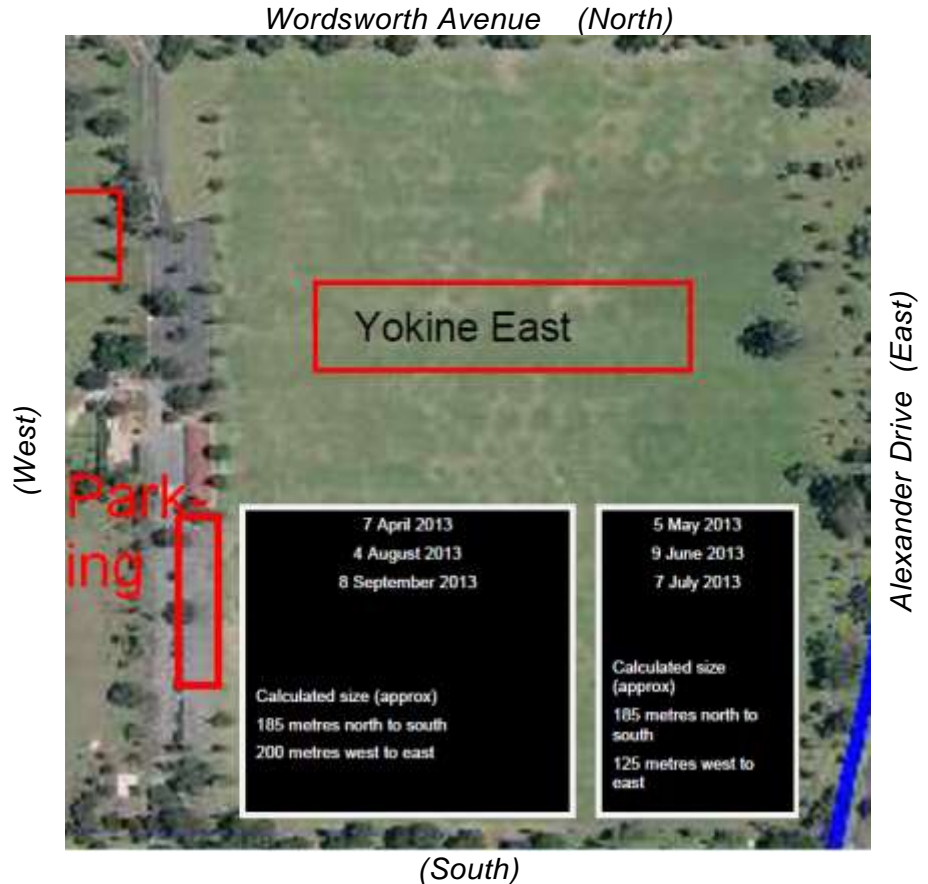 Wordsworth Avenue (North)
Yokine East
(West)
Alexander Drive (East)
Park-
ing
7 April 2013
4 August 2013
8 September 2013
Calculated size (approx)
185 metres north to south
200 metres west to east
5 May 2013
9 June 2013
7 July 2013
Calculated size
(approx)
185 metres north to
south
125 metres west to
east
(South)